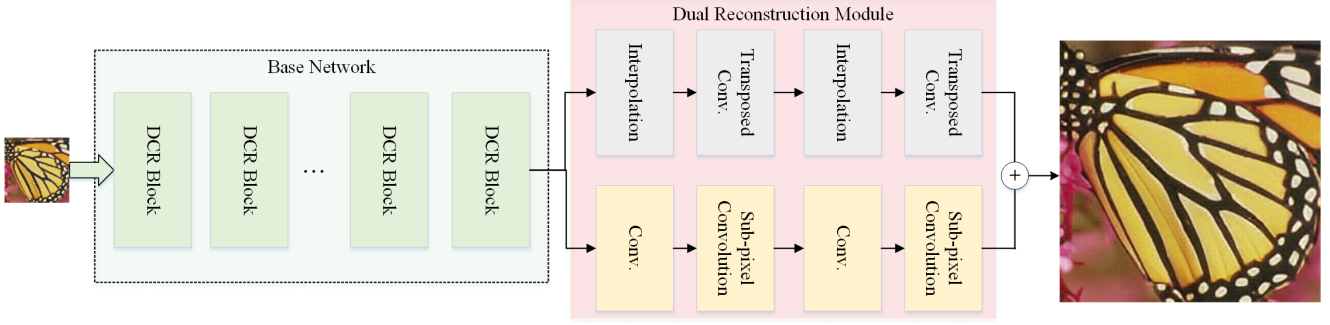 Dual Reconstruction Module
Base Network
DCR Block
DCR Block
...
DCR Block
DCR Block
Interpolation
Transposed
Conv.
Interpolation
Transposed
Conv.
Conv.
Sub-pixel
Convolution
Conv.
Sub-pixel
Convolution
+